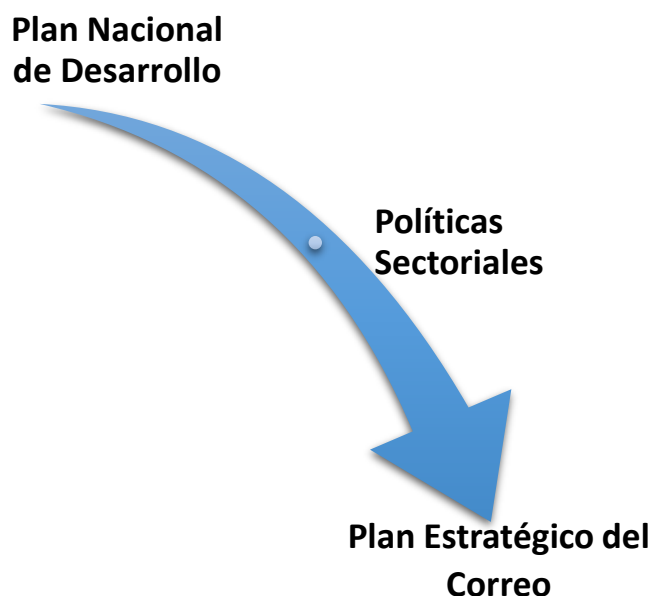 Plan Nacional
de Desarrollo
Políticas
Sectoriales
Plan Estratégico del
Correo